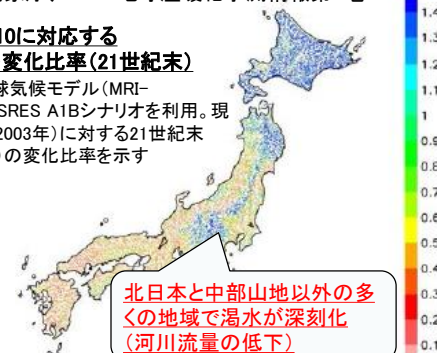 10に対応する
変化比率(21世紀末)
球気候モデル(MRI-
SRES A1Bシナリオを利用。現
2003年)に対する21世紀末
の変化比率を示す
北日本と中部山地以外の多
くの地域で渇水が深刻化
(河川流量の低下)
1.4
1.3
1.2
1.1
1
0.9
0.8
0.7
0.6
0.5
0.4
0.3
0.2
0.1